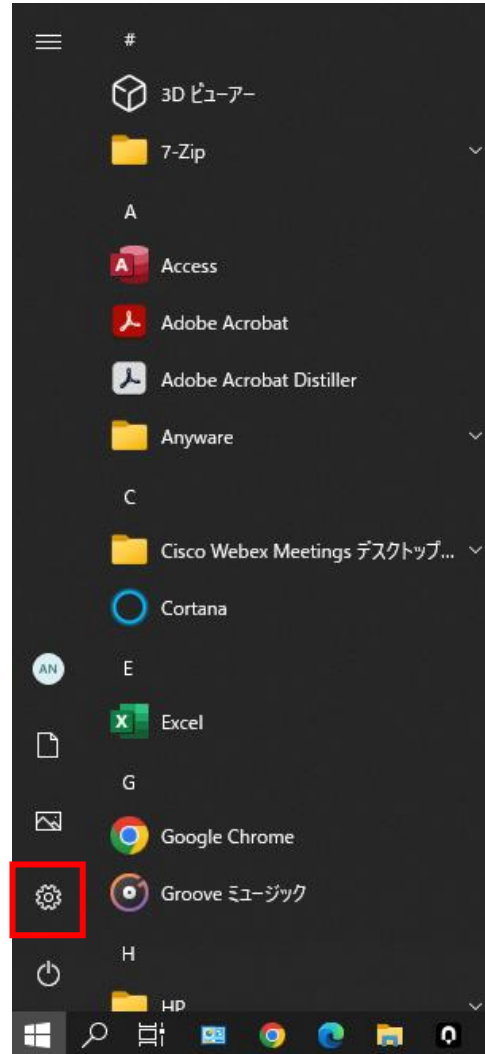 #
3D ビューアー
7-Zip
A
Access
Adobe Acrobat
Adobe Acrobat Distiller
Anyware
C
Cisco Webex Meetings デスクトップ...
Cortana
AN
E
Excel
G
Google Chrome
Groove ミュージック
H
HP